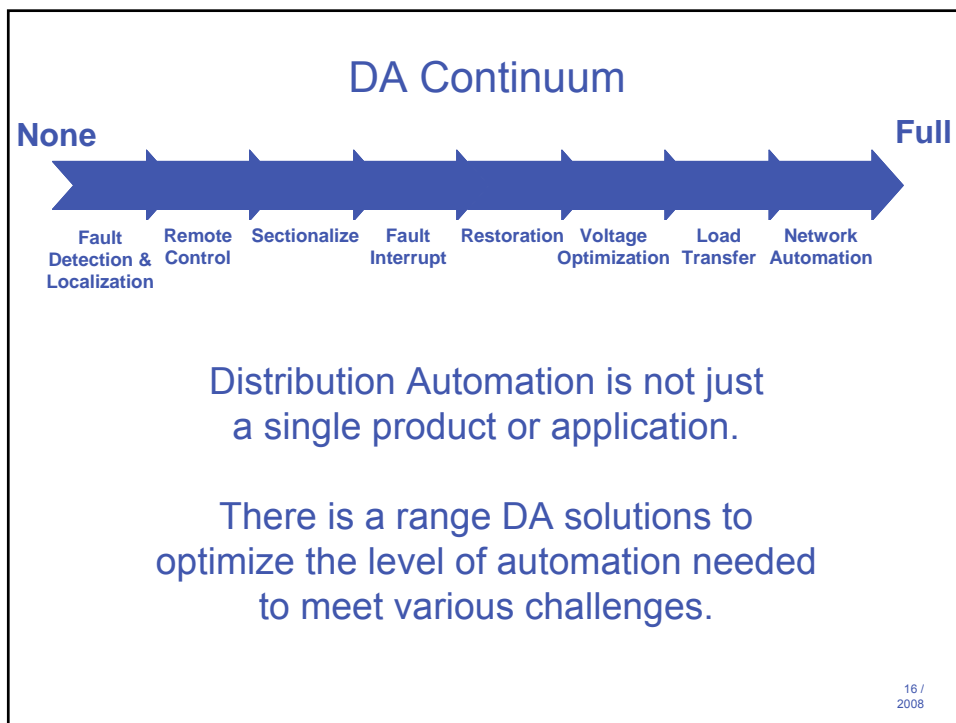 DA Continuum
None
Full
Fault
Detection &
Localization
Remote
Control
Sectionalize
Fault
Interrupt
Restoration
Voltage
Optimization
Load
Transfer
Network
Automation
Distribution Automation is not just
a single product or application.
There is a range DA solutions to
optimize the level of automation needed
to meet various challenges.
16 /
2008